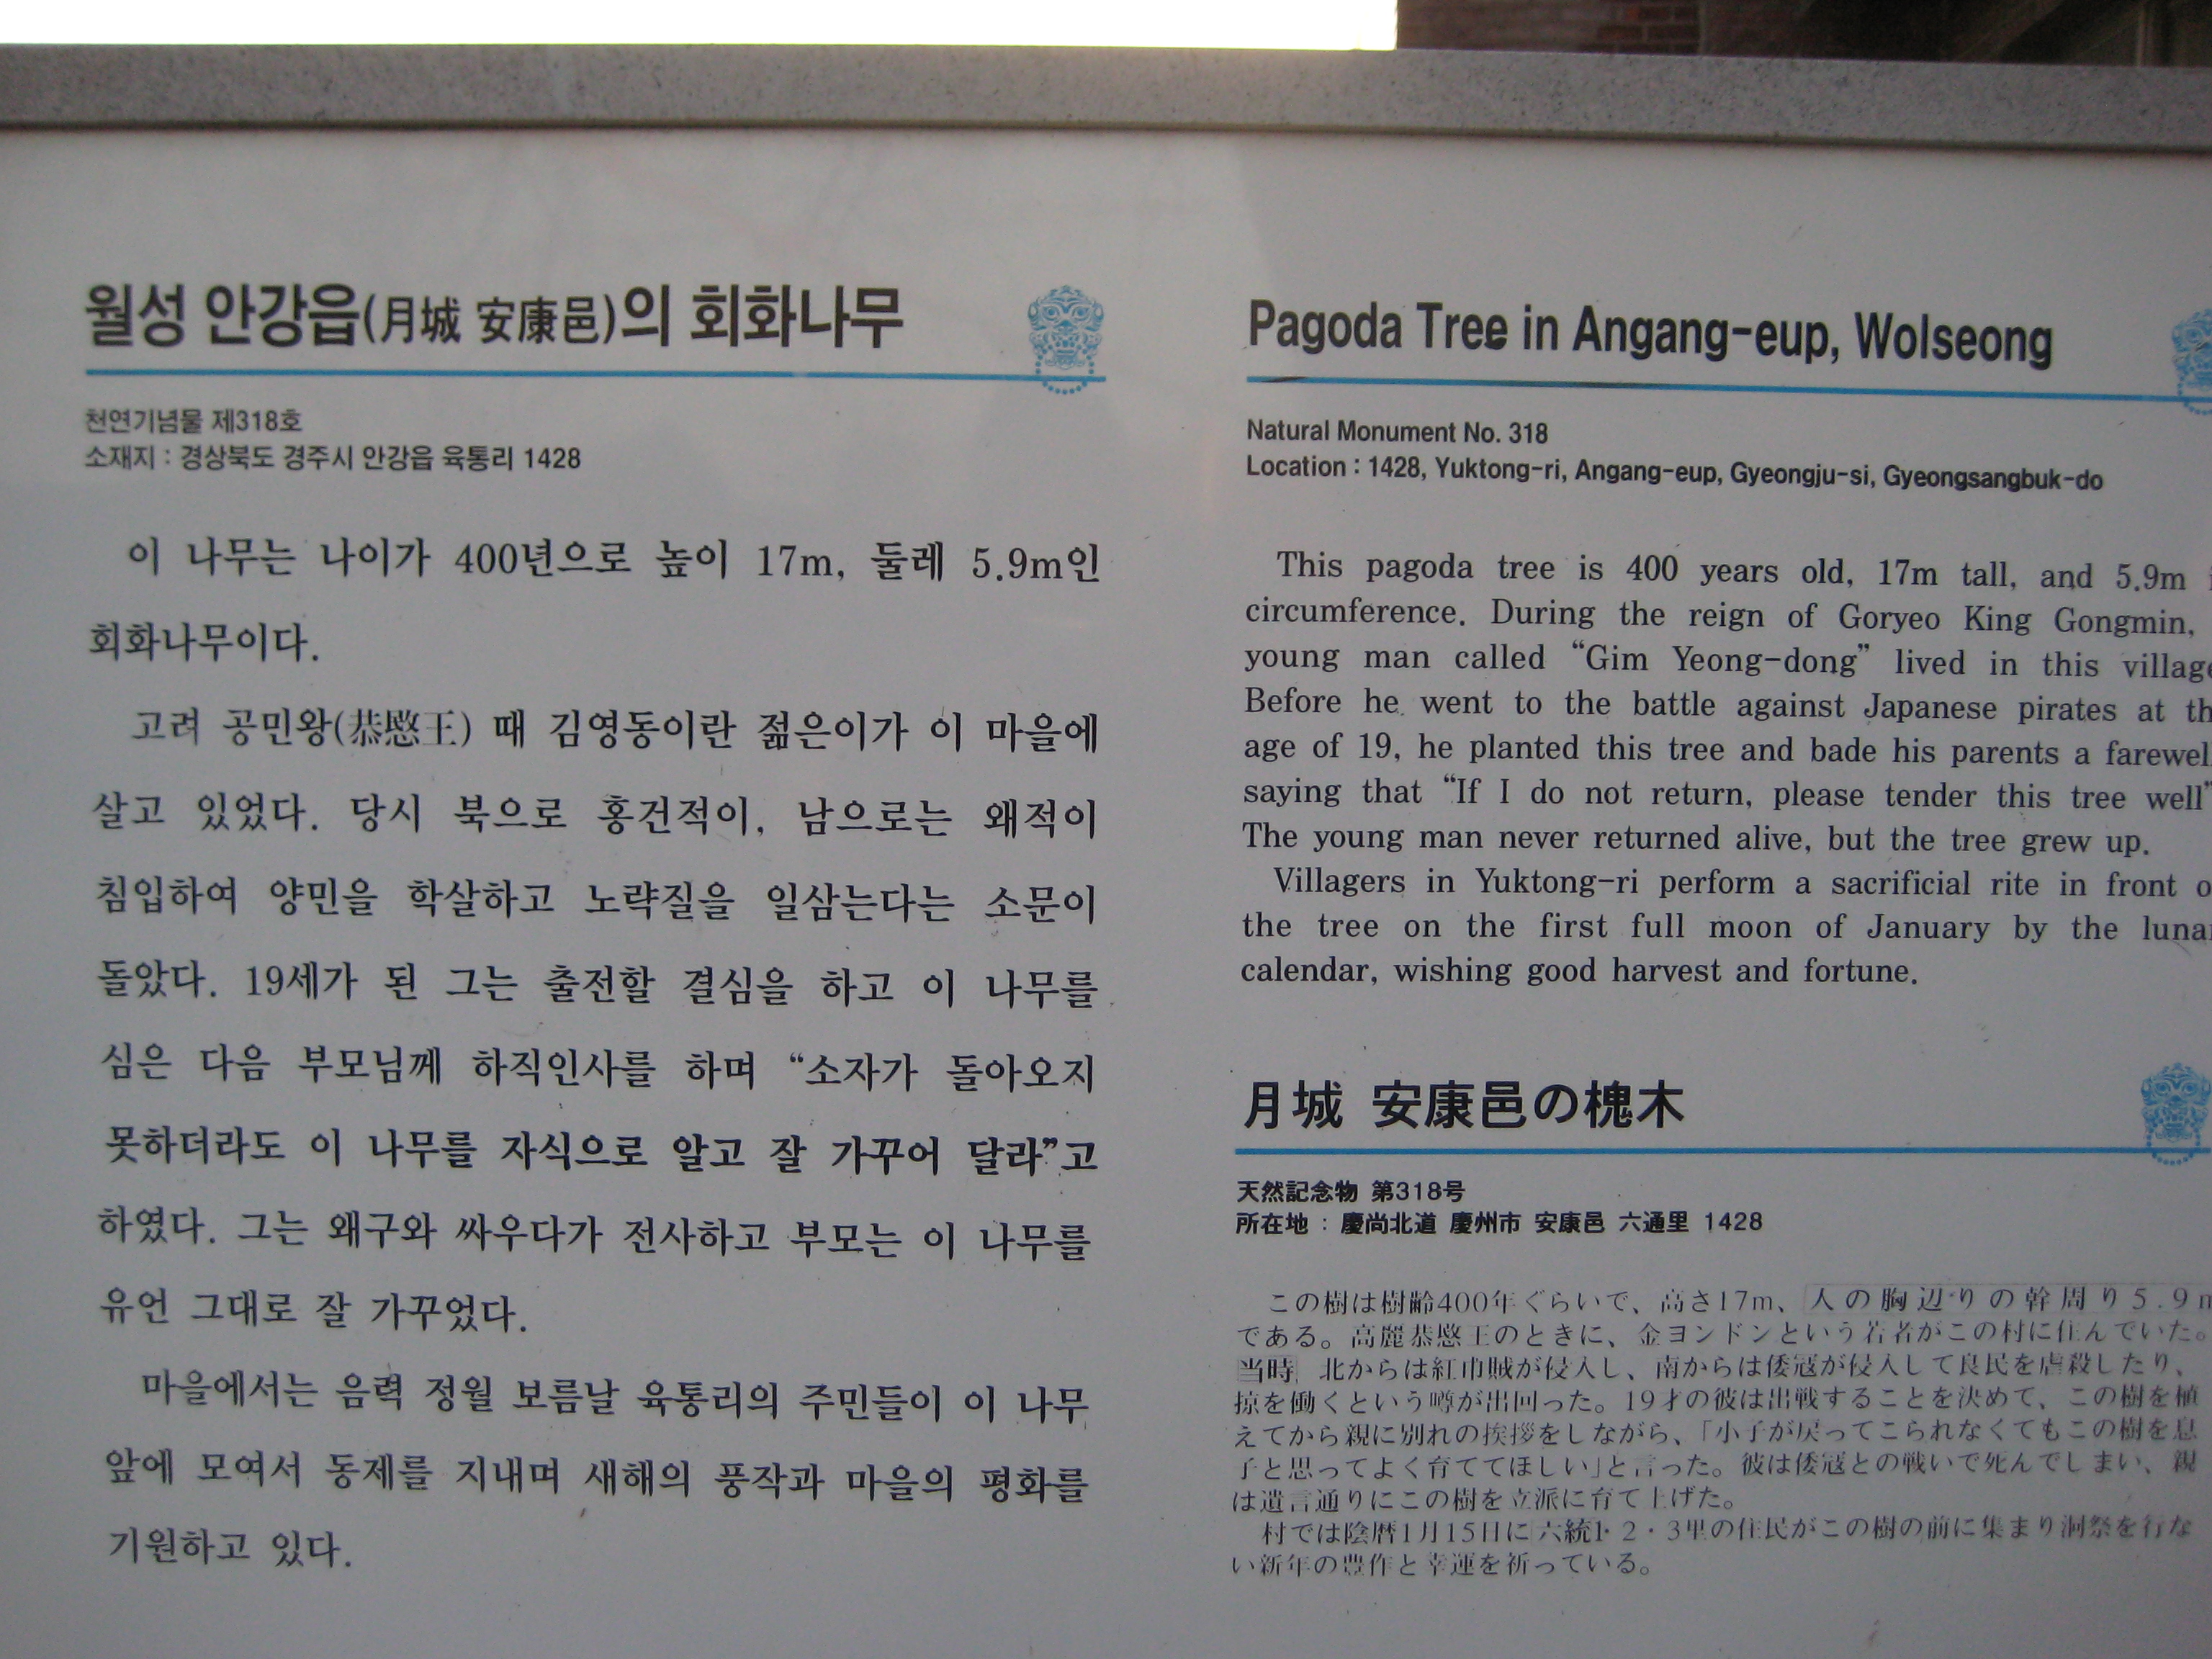 월성 안강읍(月城 安康邑)의 회화나무
천연기념물 제318호
소재지 : 경상북도 경주시 안강읍 육통리 1428
이 나무는 나이가 400년으로 높이 17m, 둘레 5.9m인
회화나무이다.
고려 공민왕(恭愍王) 때 김영동이란 젊은이가 이 마을에
살고 있었다. 당시 북으로 홍건적이, 남으로는 왜적이
침입하여 양민을 학살하고 노략질을 일삼는다는 소문이
돌았다. 19세가 된 그는 출전할 결심을 하고 이 나무를
심은 다음 부모님께 하직인사를 하며 “소자가 돌아오지
못하더라도 이 나무를 자식으로 알고 잘 가꾸어 달라”고
하였다. 그는 왜구와 싸우다가 전사하고 부모는 이 나무를
유언 그대로 잘 가꾸었다.
마을에서는 음력 정월 보름날 육통리의 주민들이 이 나무
앞에 모여서 동제를 지내며 새해의 풍작과 마을의 평화를
기원하고 있다.
Pagoda Tree in Angang-eup, Wolseong
Natural Monument No. 318
Location : 1428, Yuktong-ri, Angang-eup, Gyeongju-si, Gyeongsangbuk-do
This pagoda tree is 400 years old, 17m tall, and 5.9m
circumference. During the reign of Goryeo King Gongmin,
young man called “Gim Yeong-dong” lived in this village
Before he went to the battle against Japanese pirates at th
age of 19, he planted this tree and bade his parents a farewel
saying that “If I do not return, please tender this tree well”
The young man never returned alive, but the tree grew up.
Villagers in Yuktong-ri perform a sacrificial rite in front o
the tree on the first full moon of January by the lunar
calendar, wishing good harvest and fortune.
月城 安康邑の槐木
天然記念物 第318号
所在地 : 慶尚北道 慶州市 安康邑 六通里 1428
この樹は樹齢400年ぐらいで、高さ17m、人の胸辺りの幹周り5.9m
である。高麗恭愍王のときに、金ヨンドンという若者がこの村に住んでいた。
当時 北からは紅巾賊が侵入し、南からは倭寇が侵入して良民を虐殺したり、
掠を働くという噂が出回った。19才の彼は出戦することを決めて、この樹を植
えてから親に別れの挨拶をしながら、「小子が戻ってこられなくてもこの樹を息
子と思ってよく育ててほしい」と言った。彼は倭寇との戦いで死んでしまい、親
は遺言通りにこの樹を立派に育て上げた。
村では陰暦1月15日に六統1·2·3里の住民がこの樹の前に集まり洞祭を行な
い新年の豊作と幸運を祈っている。